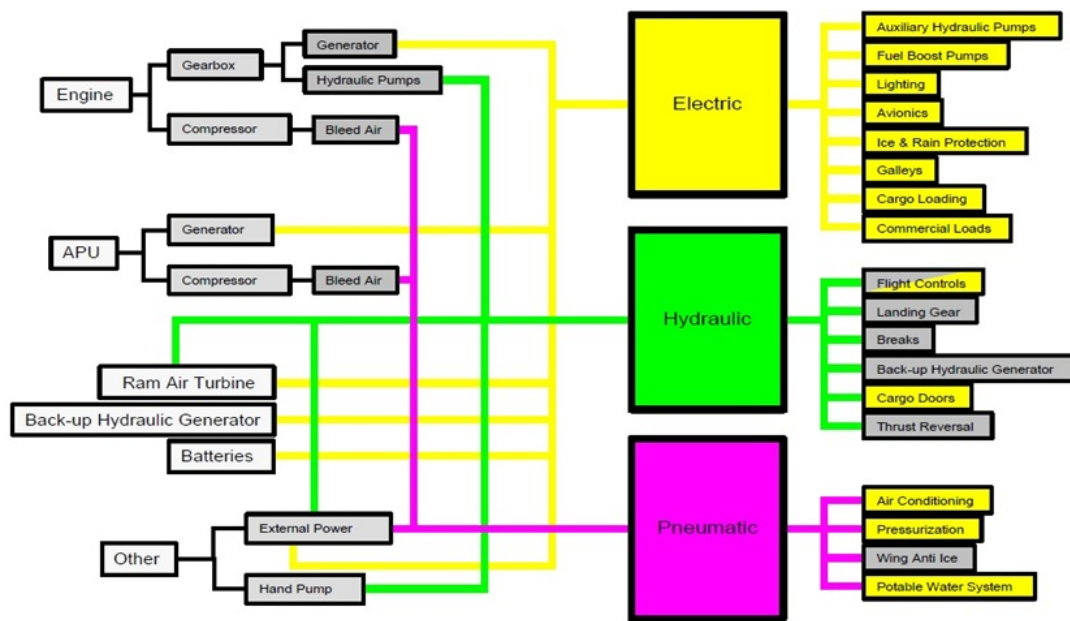 Engine
Gearbox
Generator
Hydraulic Pumps
Compressor
Bleed Air
APU
Generator
Compressor
Bleed Air
Ram Air Turbine
Back-up Hydraulic Generator
Batteries
Other
External Power
Hand Pump
Electric
Hydraulic
Pneumatic
Auxiliary Hydraulic Pumps
Fuel Boost Pumps
Lighting
Avionics
Ice & Rain Protection
Galleys
Cargo Loading
Commercial Loads
Flight Controls
Landing Gear
Breaks
Back-up Hydraulic Generator
Cargo Doors
Thrust Reversal
Air Conditioning
Pressurization
Wing Anti Ice
Potable Water System